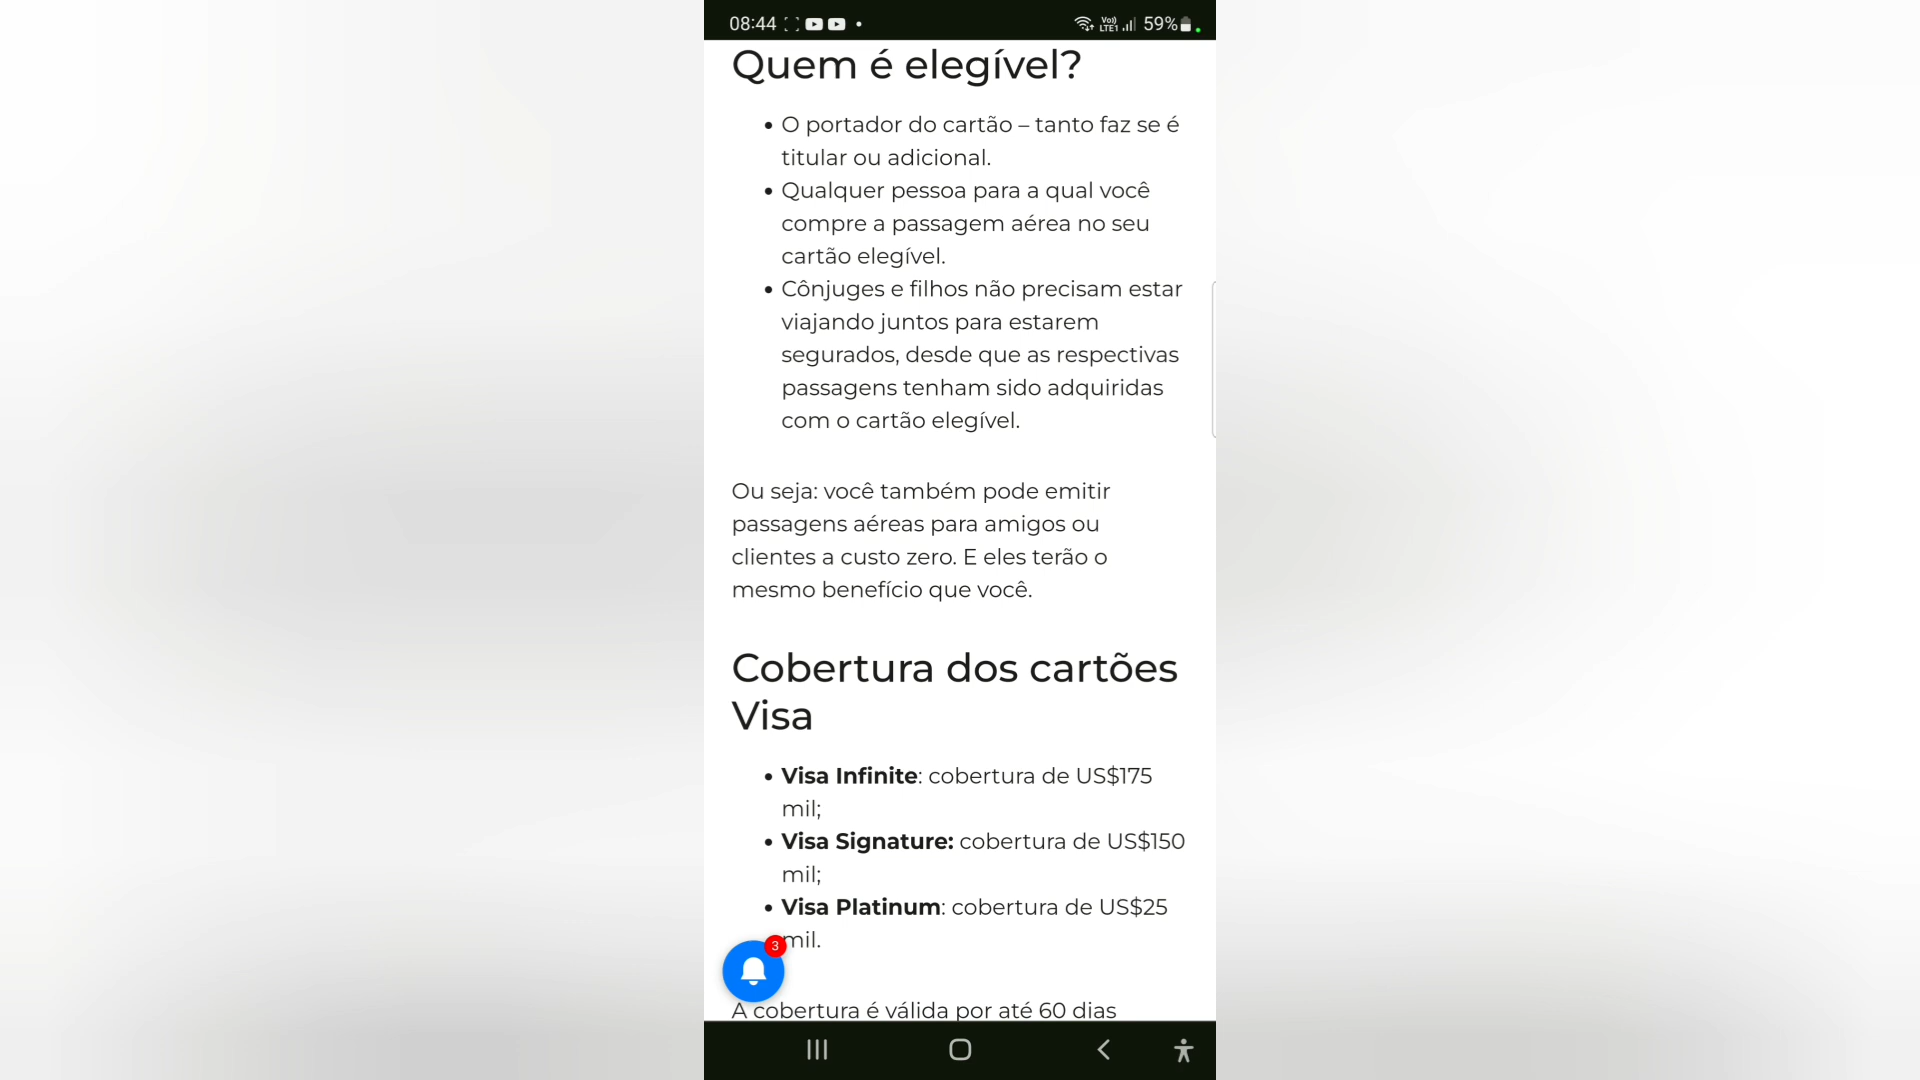 08:44
Vo))
LTE1
59%
Quem é elegível?
• O portador do cartão – tanto faz se é
titular ou adicional.
• Qualquer pessoa para a qual você
compre a passagem aérea no seu
cartão elegível.
• Cônjuges e filhos não precisam estar
viajando juntos para estarem
segurados, desde que as respectivas
passagens tenham sido adquiridas
com o cartão elegível.
Ou seja: você também pode emitir
passagens aéreas para amigos ou
clientes a custo zero. E eles terão o
mesmo benefício que você.
Cobertura dos cartões
Visa
• Visa Infinite: cobertura de US$175
mil;
• Visa Signature: cobertura de US$150
mil;
• Visa Platinum: cobertura de US$25
mil.
3
A cobertura é válida por até 60 dias